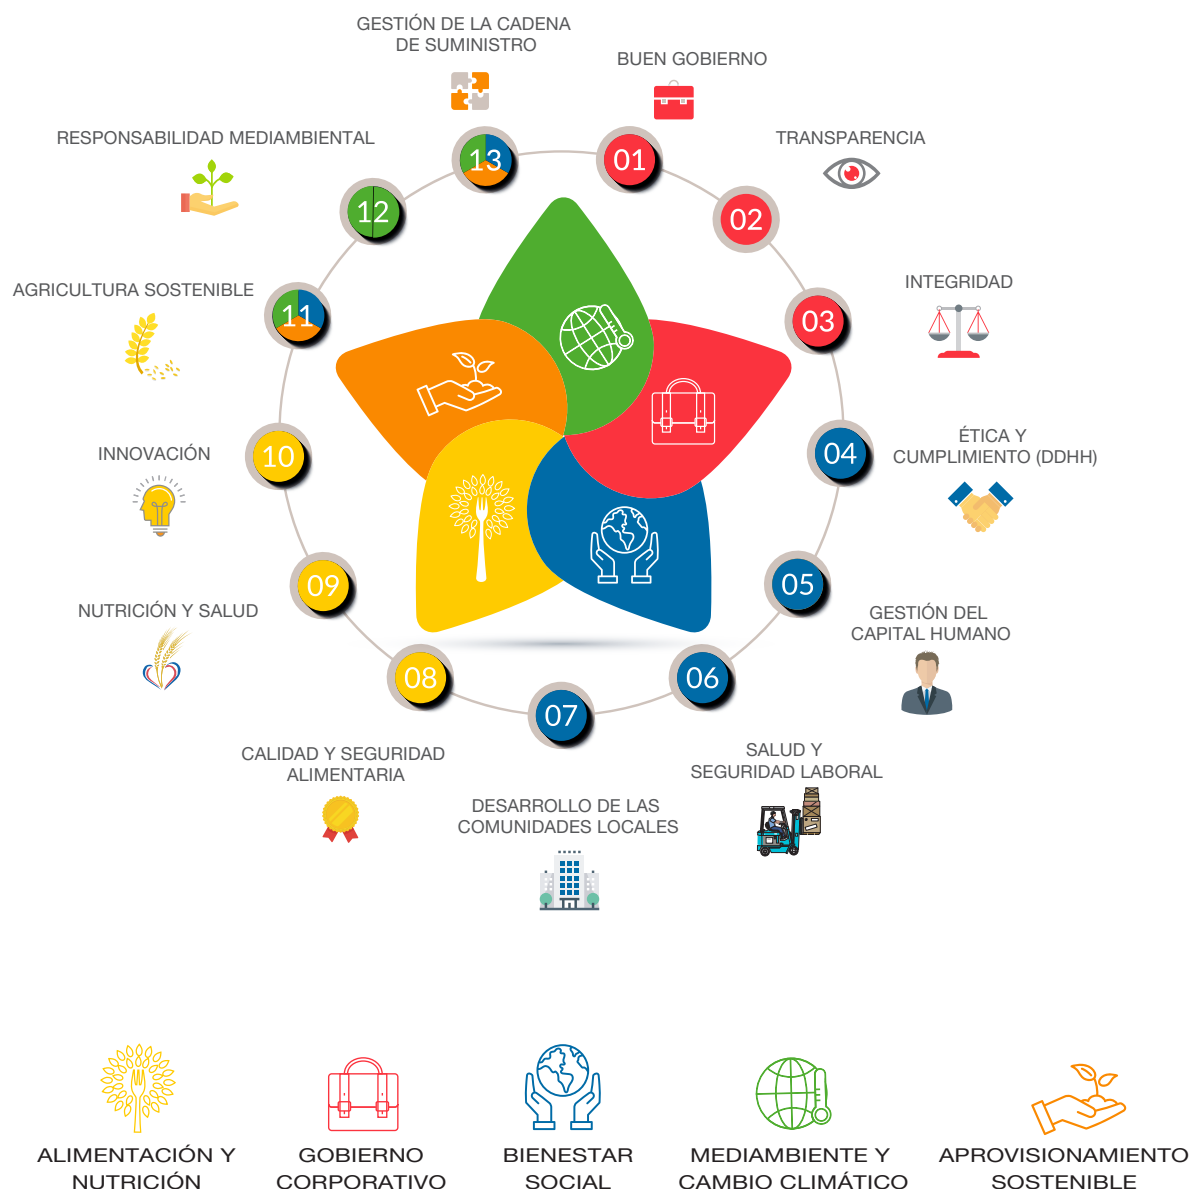 GESTIÓN DE LA CADENA
DE SUMINISTRO
BUEN GOBIERNO
RESPONSABILIDAD MEDIAMBIENTAL
TRANSPARENCIA
13
01
12
02
AGRICULTURA SOSTENIBLE
INTEGRIDAD
11
03
INNOVACIÓN
10
04
ÉTICA Y
CUMPLIMIENTO (DDHH)
NUTRICIÓN Y SALUD
09
05
GESTIÓN DEL
CAPITAL HUMANO
08
07
06
CALIDAD Y SEGURIDAD
ALIMENTARIA
SALUD Y
SEGURIDAD LABORAL
DESARROLLO DE LAS
COMUNIDADES LOCALES
ALIMENTACIÓN Y
NUTRICIÓN
GOBIERNO
CORPORATIVO
BIENESTAR
SOCIAL
MEDIAMBIENTE Y
CAMBIO CLIMÁTICO
APROVISIONAMIENTO
SOSTENIBLE